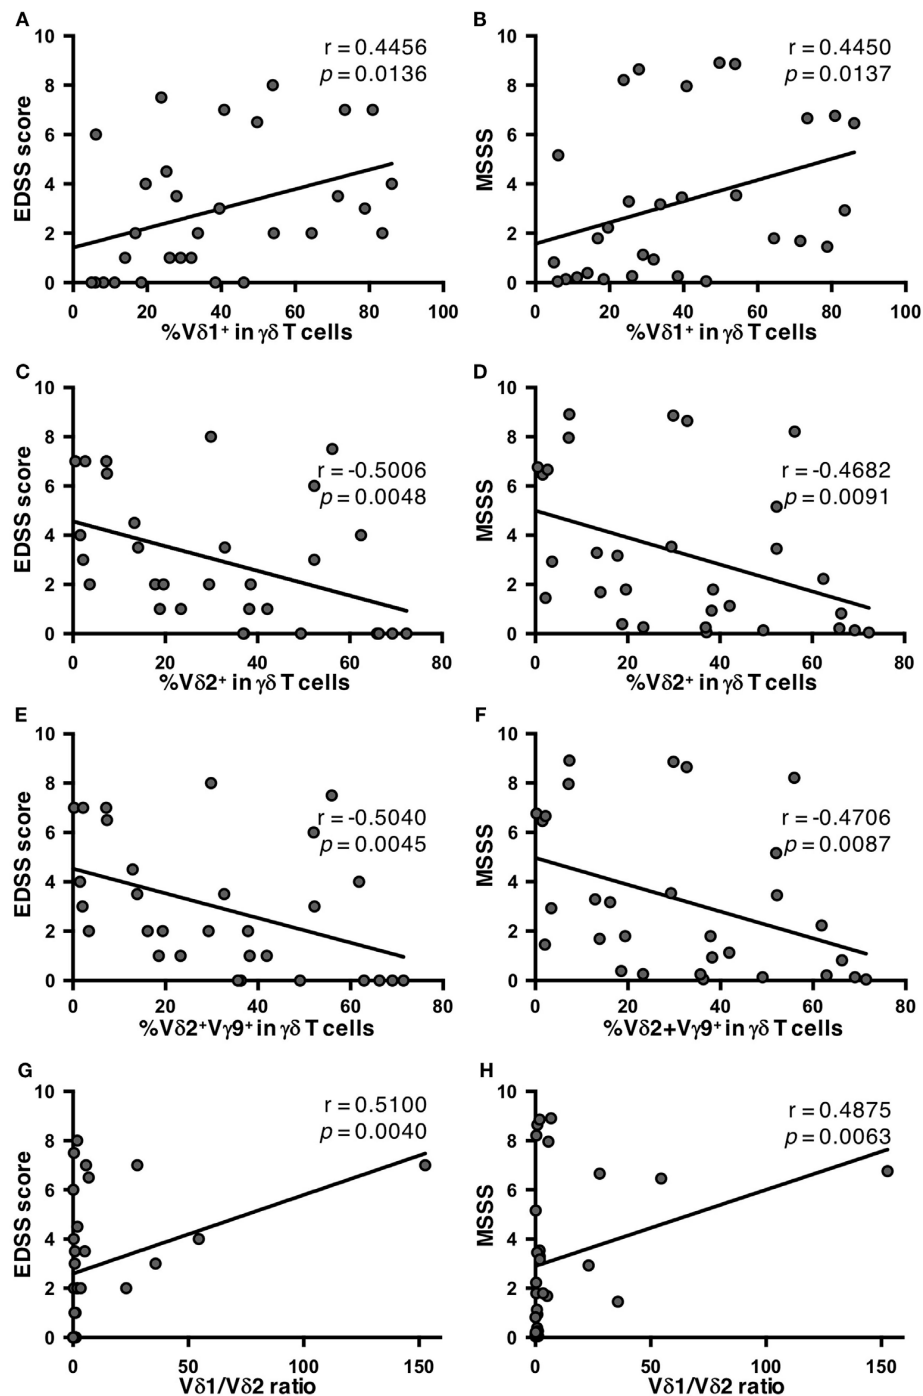 A
B
r = 0.4456
p = 0.0136
r = 0.4450
p = 0.0137
EDSS score
MSSS
10
8
6
4
2
0
10
8
6
4
2
0
0 20 40 60 80 100
0 20 40 60 80 100
%Vδ1⁺ in γδ T cells
%Vδ1⁺ in γδ T cells
C
D
r = -0.5006
p = 0.0048
r = -0.4682
p = 0.0091
EDSS score
MSSS
10
8
6
4
2
0
10
8
6
4
2
0
0 20 40 60 80
0 20 40 60 80
%Vδ2⁺ in γδ T cells
%Vδ2⁺ in γδ T cells
E
F
r = -0.5040
p = 0.0045
r = -0.4706
p = 0.0087
EDSS score
MSSS
10
8
6
4
2
0
10
8
6
4
2
0
0 20 40 60 80
0 20 40 60 80
%Vδ2⁺Vγ9⁺ in γδ T cells
%Vδ2+Vγ9⁺ in γδ T cells
G
H
r = 0.5100
p = 0.0040
r = 0.4875
p = 0.0063
EDSS score
MSSS
10
8
6
4
2
0
10
8
6
4
2
0
0 50 100 150
0 50 100 150
Vδ1/Vδ2 ratio
Vδ1/Vδ2 ratio